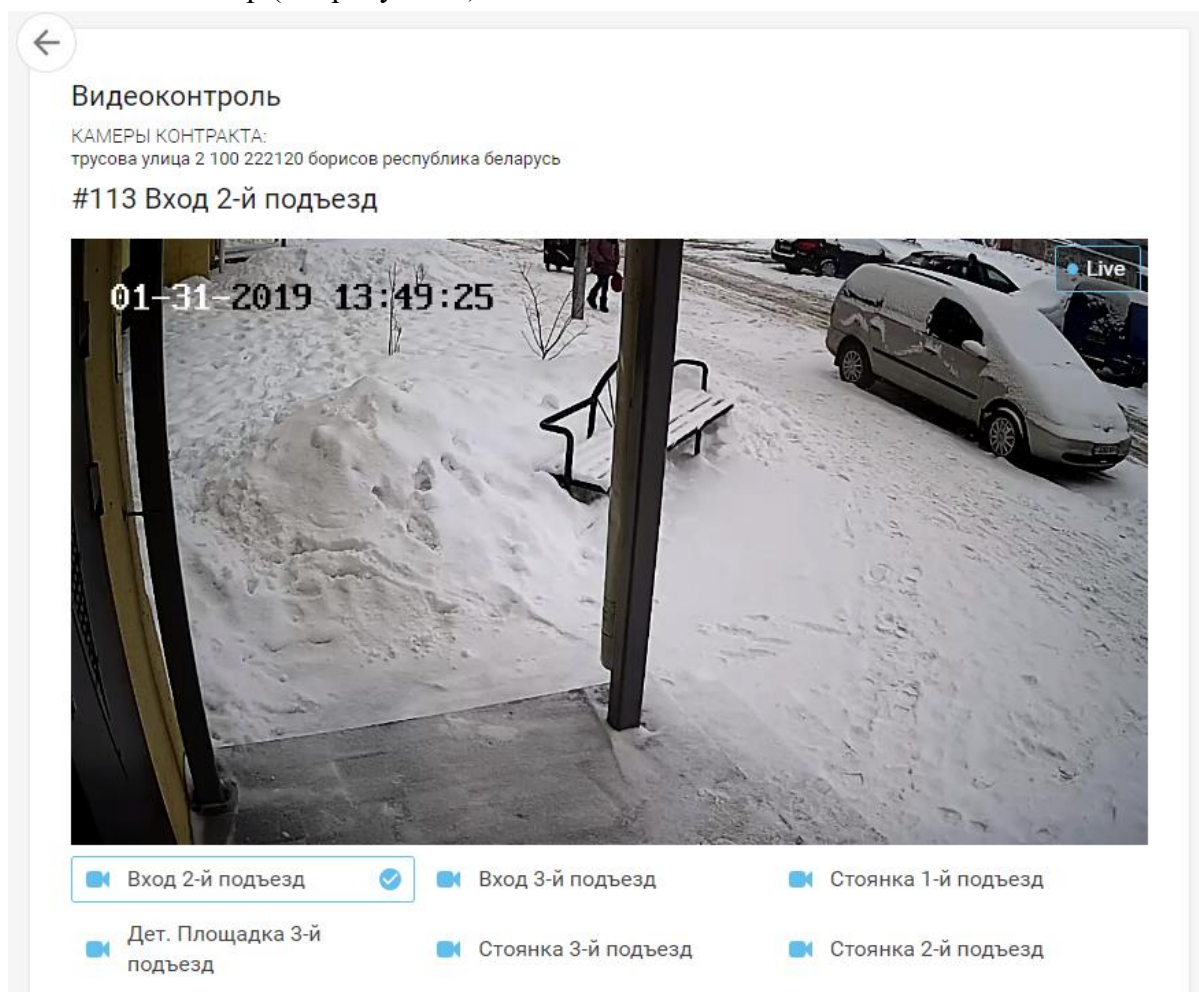 Видеоконтроль
КАМЕРЫ КОНТРАКТА:
трусова улица 2 100 222120 борисов республика беларусь
#113 Вход 2-й подъезд
01-31-2019 13:49:25
Live
Вход 2-й подъезд
Вход 3-й подъезд
Стоянка 1-й подъезд
Дет. Площадка 3-й
подъезд
Стоянка 3-й подъезд
Стоянка 2-й подъезд